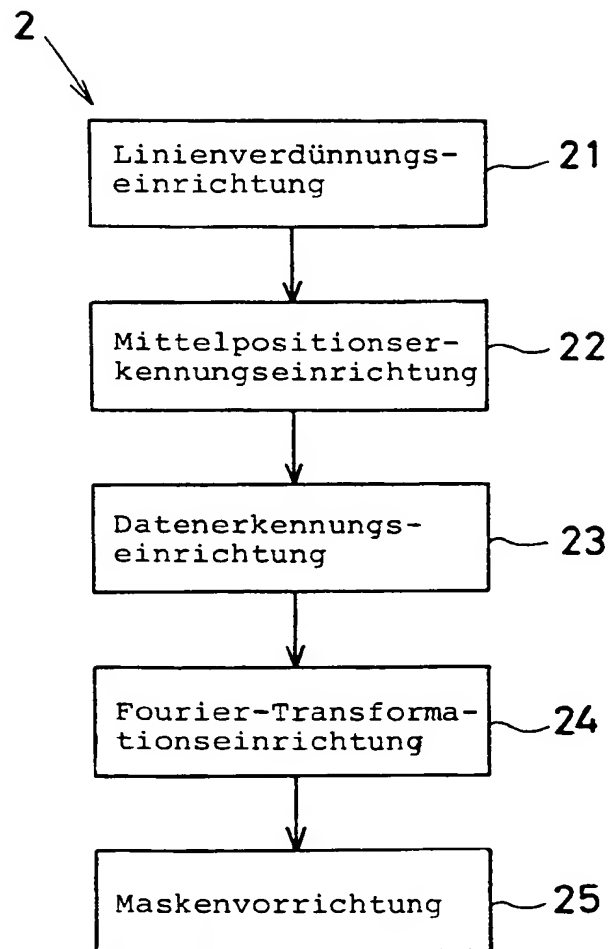 2
Linienverdünnungs-
einrichtung
21
Mittelpositionser-
kennungseinrichtung
22
Datenerkennungs-
einrichtung
23
Fourier-Transforma-
tionseinrichtung
24
Maskenvorrichtung
25